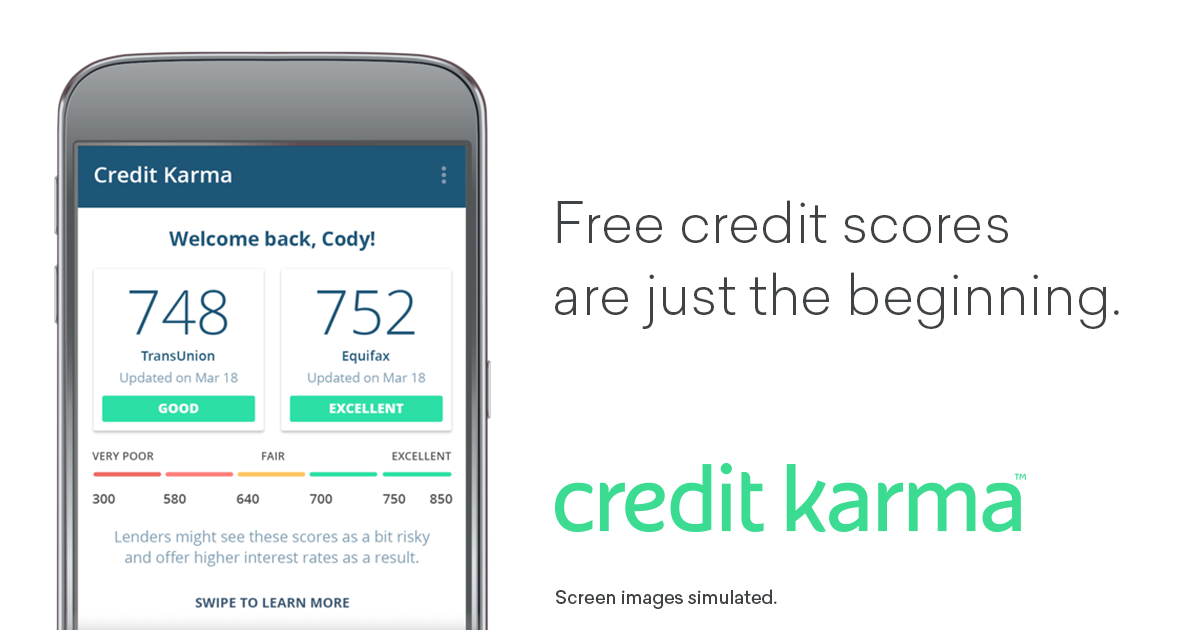 Credit Karma
Welcome back, Cody!
748
TransUnion
Updated on Mar 18
GOOD
752
Equifax
Updated on Mar 18
EXCELLENT
VERY POOR FAIR EXCELLENT
300 580 640 700 750 850
Lenders might see these scores as a bit risky
and offer higher interest rates as a result.
SWIPE TO LEARN MORE
Free credit scores
are just the beginning.
credit karma™
Screen images simulated.